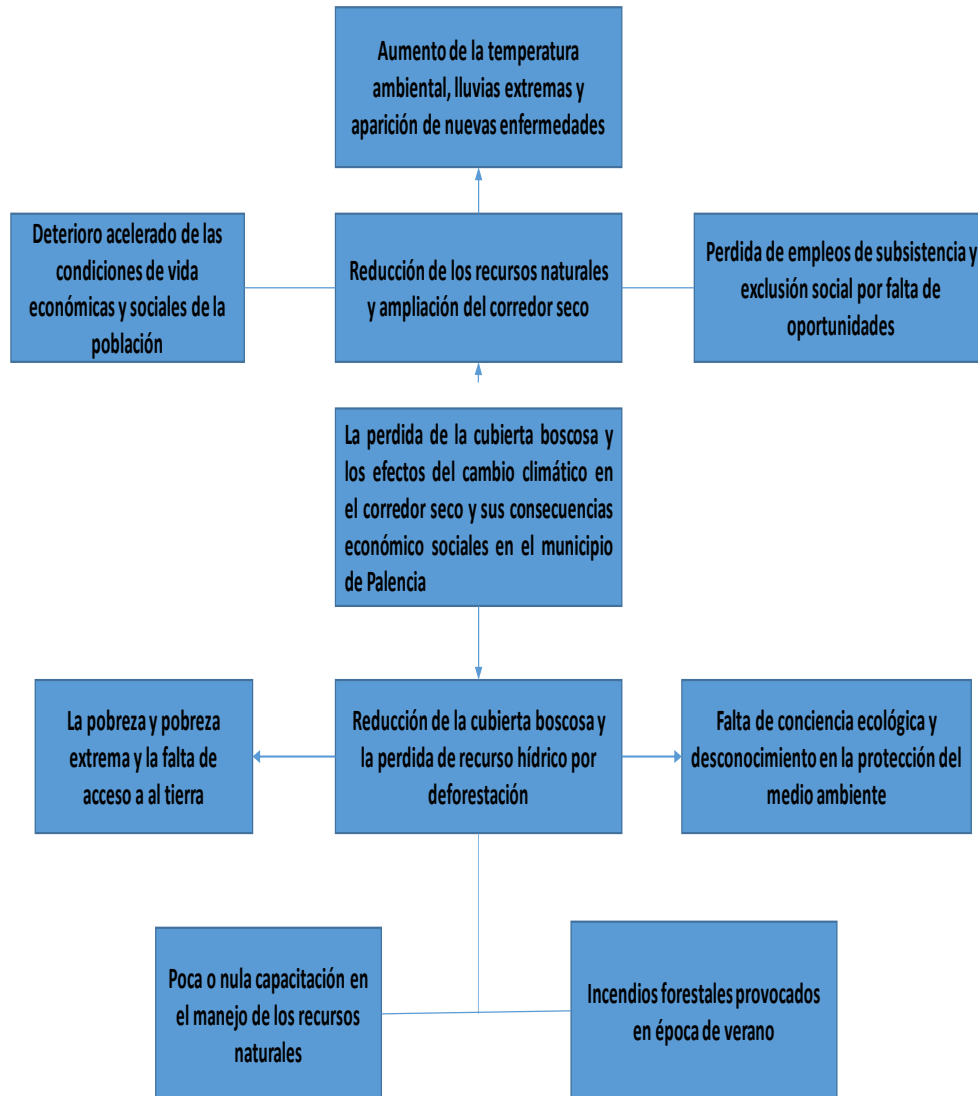 Aumento de la temperatura
ambiental, lluvias extremas y
aparición de nuevas enfermedades
Deterioro acelerado de las
condiciones de vida
económicas y sociales de la
población
Reducción de los recursos naturales
y ampliación del corredor seco
Perdida de empleos de subsistencia y
exclusión social por falta de
oportunidades
La perdida de la cubierta boscosa y
los efectos del cambio climático en
el corredor seco y sus consecuencias
económico sociales en el municipio
de Palencia
La pobreza y pobreza
extrema y la falta de
acceso a al tierra
Reducción de la cubierta boscosa y
la perdida de recurso hídrico por
deforestación
Falta de conciencia ecológica y
desconocimiento en la protección del
medio ambiente
Poca o nula capacitación en
el manejo de los recursos
naturales
Incendios forestales provocados
en época de verano